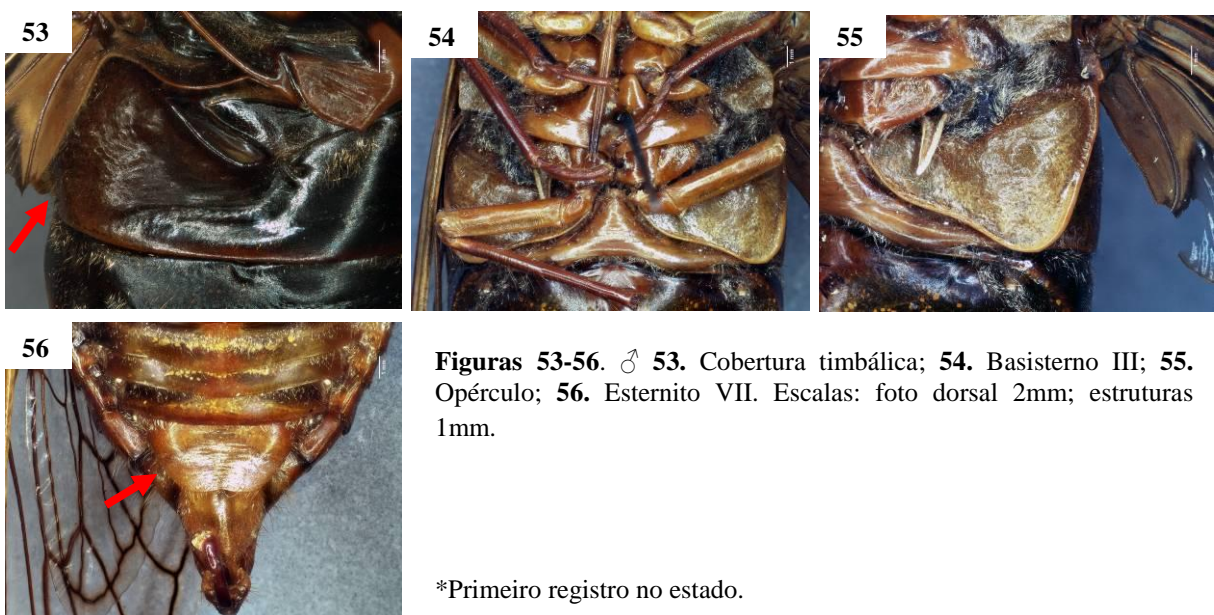 53
54
55
56
Figuras 53-56. ♂ 53. Cobertura timbálica; 54. Basisterno III; 55.
Opérculo; 56. Esternito VII. Escalas: foto dorsal 2mm; estruturas
1mm.
*Primeiro registro no estado.